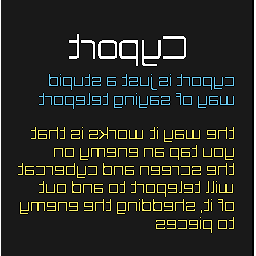 Cyport
cyport is just a stupid
way of saying teleport
the way it works is that
you tap an enemy on
the screen and cybercat
will teleport to and out
of it, shedding the enemy
to pieces